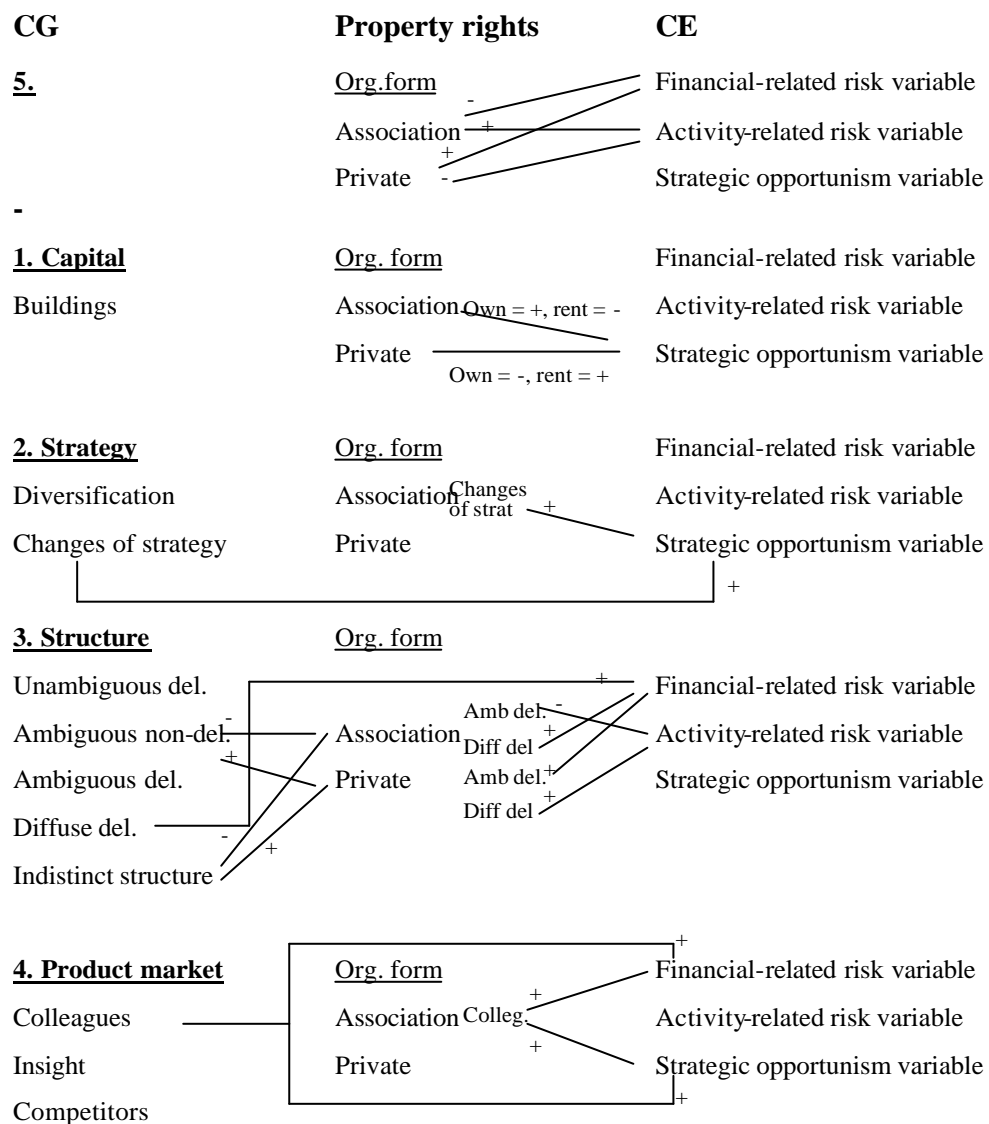 CG Property rights CE
5. Org.form Financial-related risk variable
-
Association + Activity-related risk variable
+
Private - Strategic opportunism variable
-
1. Capital Org. form Financial-related risk variable
Buildings Association Own = +, rent = - Activity-related risk variable
Private Strategic opportunism variable
Own = -, rent = +
2. Strategy Org. form Financial-related risk variable
Diversification Association Changes of strat + Activity-related risk variable
Changes of strategy Private Strategic opportunism variable
+
3. Structure Org. form
Unambiguous del. + Financial-related risk variable
Amb del. -
Ambiguous non-del. - Association Diff del + Activity-related risk variable
+
Ambiguous del. Private Amb del. + Strategic opportunism variable
Diff del +
Diffuse del. -
+
Indistinct structure
+
4. Product market Org. form Financial-related risk variable
+
Colleagues Association Colleg. Activity-related risk variable
+
Insight Private Strategic opportunism variable
+
Competitors